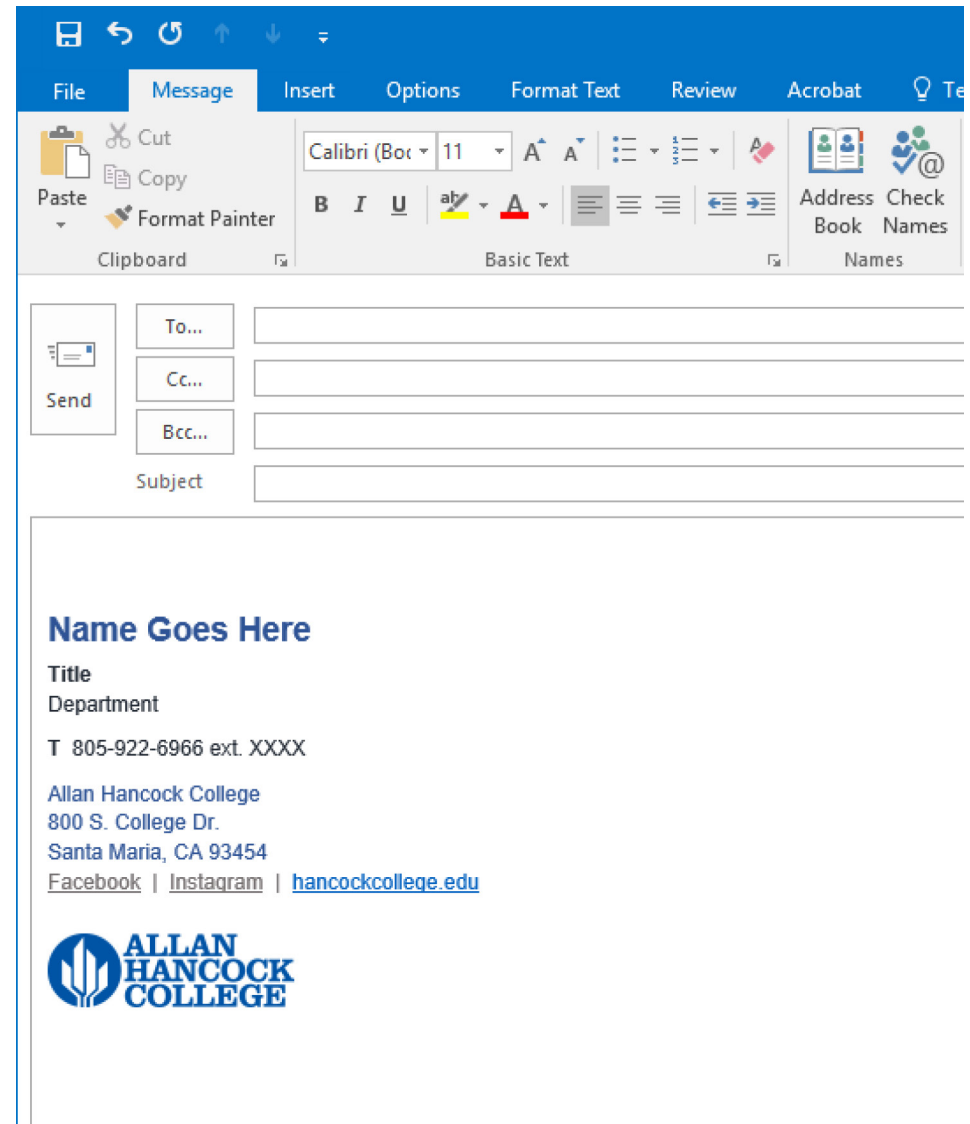 File Message Insert Options Format Text Review Acrobat Te
Paste
Cut
Copy
Format Painter
Clipboard
Calibri (Boc 11
B I U
Basic Text
Address Book
Check Names
Names
Send
To...
Cc...
Bcc...
Subject
Name Goes Here
Title
Department
T 805-922-6966 ext. XXXX
Allan Hancock College
800 S. College Dr.
Santa Maria, CA 93454
Facebook | Instagram | hancockcollege.edu
ALLAN
HANCOCK
COLLEGE